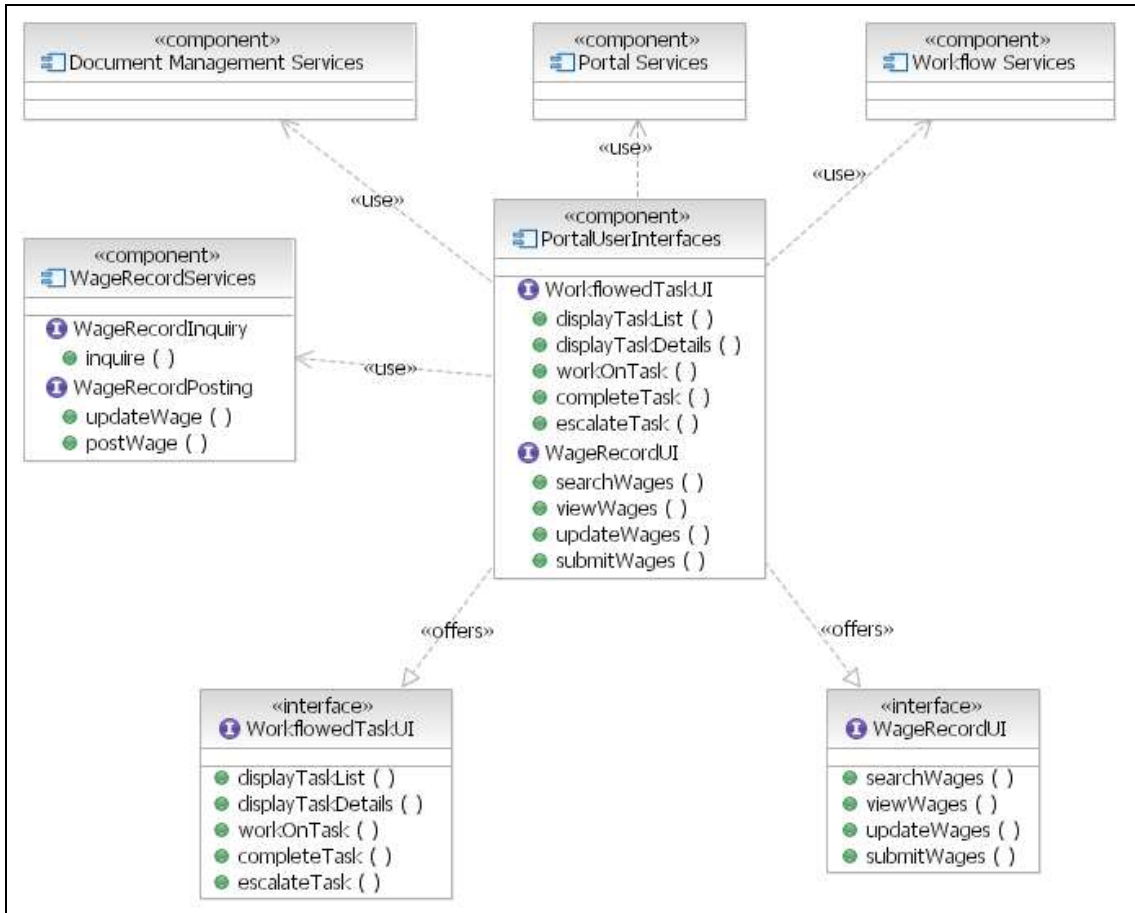 «component»
Document Management Services
«component»
Portal Services
«component»
Workflow Services
«use»
«use»
«use»
«component»
WageRecordServices
WageRecordInquiry
inquire ( )
WageRecordPosting
updateWage ( )
postWage ( )
«use»
«component»
PortalUserInterfaces
WorkflowedTaskUI
displayTaskList ( )
displayTaskDetails ( )
workOnTask ( )
completeTask ( )
escalateTask ( )
WageRecordUI
searchWages ( )
viewWages ( )
updateWages ( )
submitWages ( )
«offers»
«offers»
«interface»
WorkflowedTaskUI
displayTaskList ( )
displayTaskDetails ( )
workOnTask ( )
completeTask ( )
escalateTask ( )
«interface»
WageRecordUI
searchWages ( )
viewWages ( )
updateWages ( )
submitWages ( )